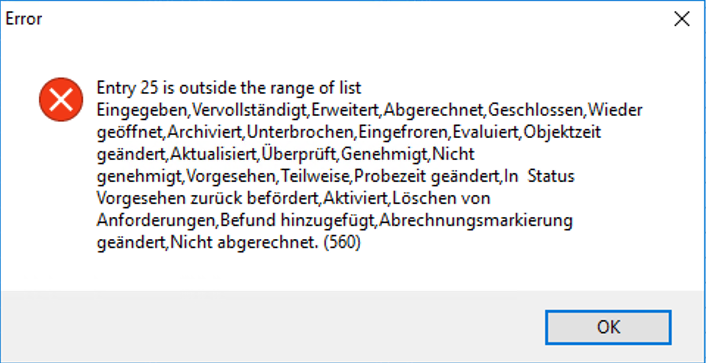 Error
Entry 25 is outside the range of list
Eingegeben,Vervollständigt,Erweitert,Abgerechnet,Geschlossen,Wieder
geöffnet,Archiviert,Unterbrochen,Eingefroren,Evaluiert,Objektzeit
geändert,Aktualisiert,Überprüft,Genehmigt,Nicht
genehmigt,Vorgesehen,Teilweise,Probezeit geändert,In  Status
Vorgesehen zurück befördert,Aktiviert,Löschen von
Anforderungen,Befund hinzugefügt,Abrechnungsmarkierung
geändert,Nicht abgerechnet. (560)
OK